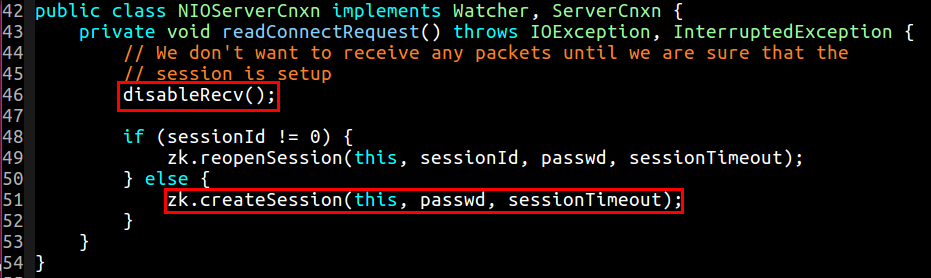 42 public class NIOServerCnxn implements Watcher, ServerCnxn {
43     private void readConnectRequest() throws IOException, InterruptedException {
44         // We don't want to receive any packets until we are sure that the
45         // session is setup
46         disableRecv();
47
48         if (sessionId != 0) {
49             zk.reopenSession(this, sessionId, passwd, sessionTimeout);
50         } else {
51             zk.createSession(this, passwd, sessionTimeout);
52         }
53     }
54 }